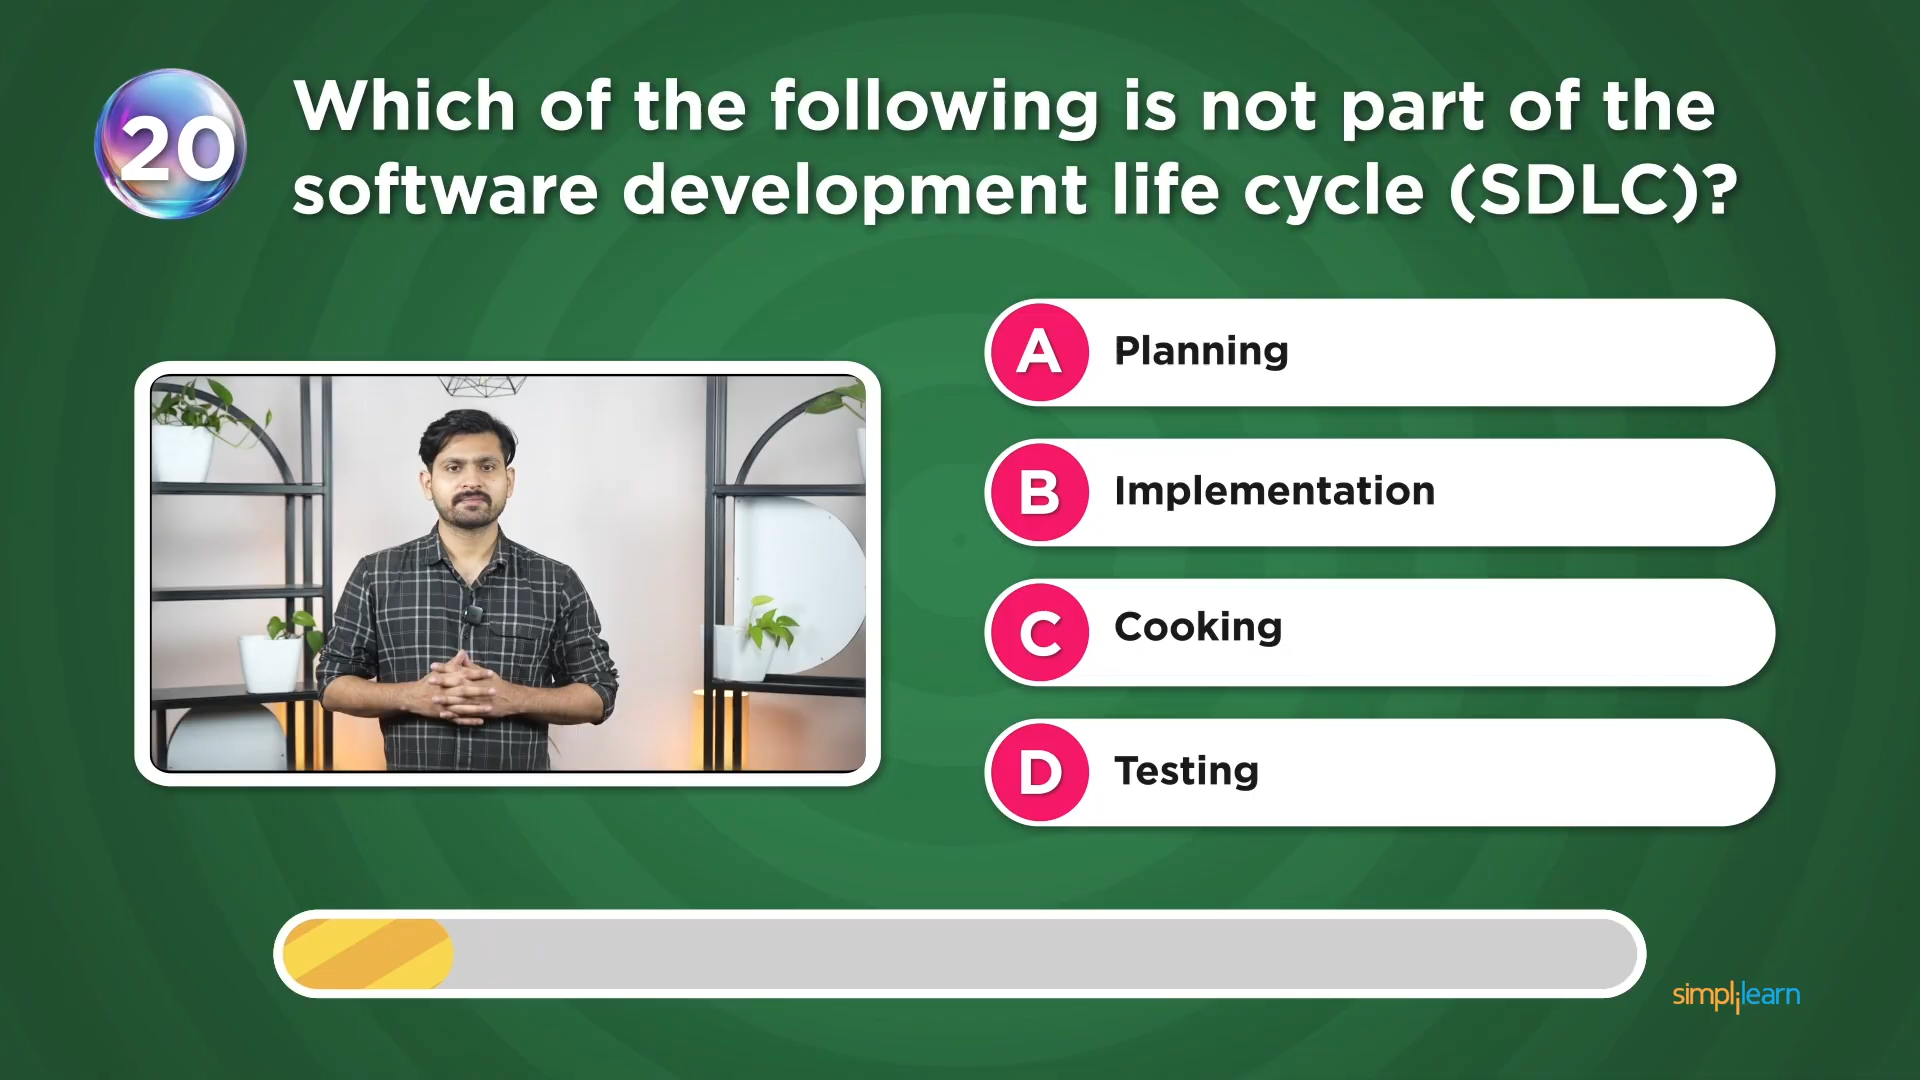 20
Which of the following is not part of the
software development life cycle (SDLC)?
A Planning
B Implementation
C Cooking
D Testing
simplilearn